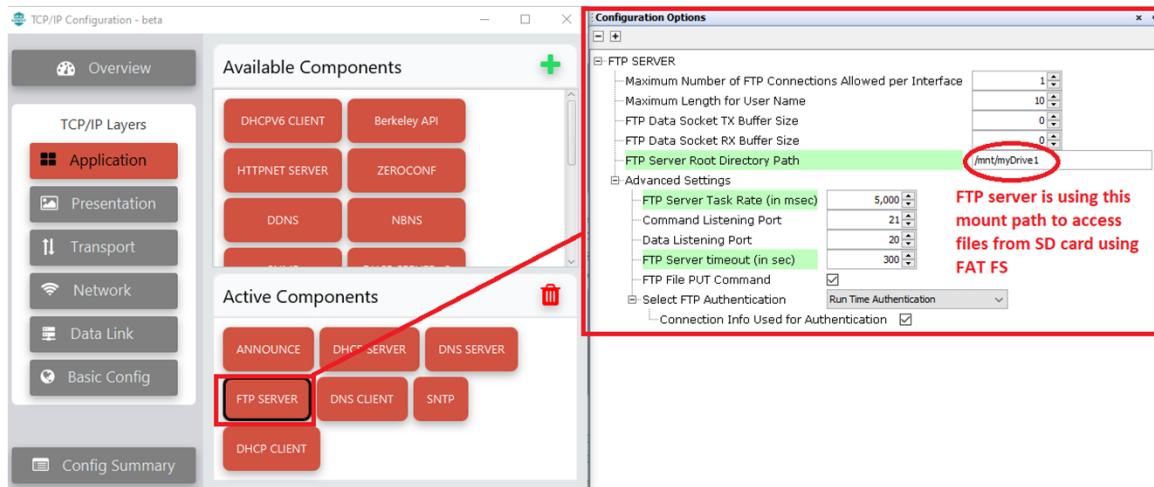 TCP/IP Configuration - beta
Overview
TCP/IP Layers
Application
Presentation
Transport
Network
Data Link
Basic Config
Config Summary
Available Components
DHCPV6 CLIENT
Berkeley API
HTTPNET SERVER
ZEROCONF
DDNS
NBNS
Active Components
ANNOUNCE
DHCP SERVER
DNS SERVER
FTP SERVER
DNS CLIENT
SNTP
DHCP CLIENT
Configuration Options
FTP SERVER
Maximum Number of FTP Connections Allowed per Interface 1
Maximum Length for User Name 10
FTP Data Socket TX Buffer Size 0
FTP Data Socket RX Buffer Size 0
FTP Server Root Directory Path /mnt/myDrive1
Advanced Settings
FTP Server Task Rate (in msec) 5,000
Command Listening Port 21
Data Listening Port 20
FTP Server timeout (in sec) 300
FTP File PUT Command
Select FTP Authentication Run Time Authentication
Connection Info Used for Authentication
FTP server is using this
mount path to access
files from SD card using
FAT FS